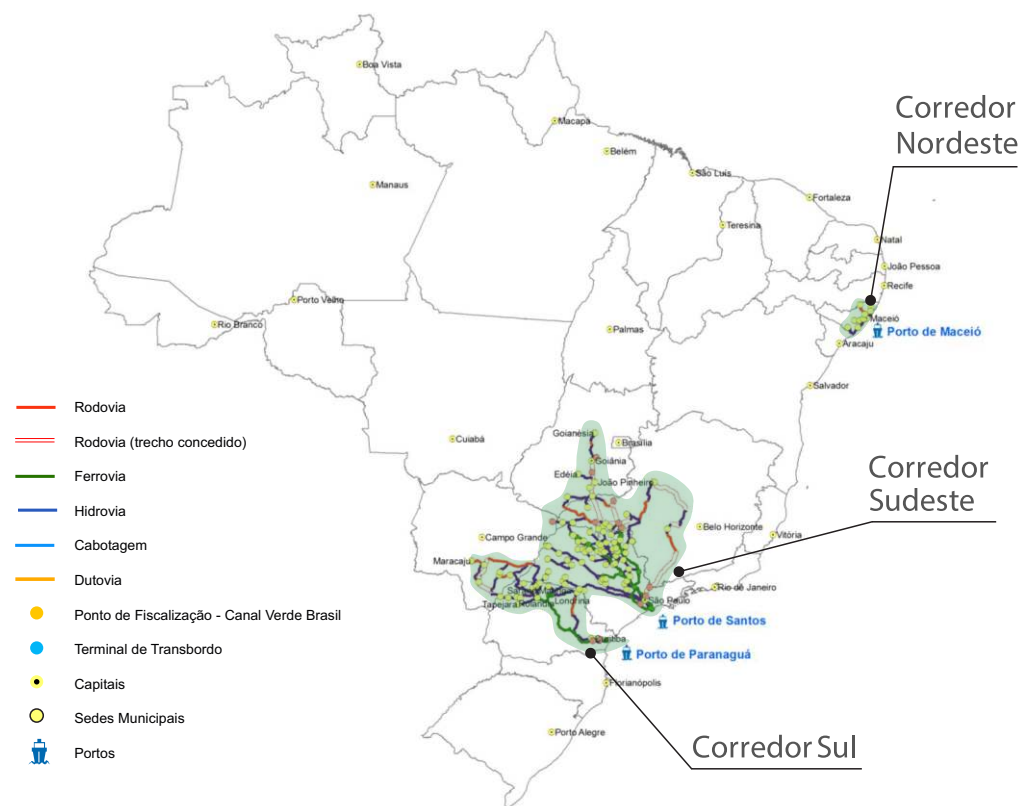 Boa Vista
Macapá
Belém
São Luís
Manaus
Fortaleza
Teresina
Natal
João Pessoa
Recife
Porto Velho
Rio Branco
Palmas
Maceió
Porto de Maceió
Aracaju
Salvador
Corredor
Nordeste
Rodovia
Rodovia (trecho concedido)
Ferrovia
Hidrovia
Cabotagem
Dutovia
Ponto de Fiscalização - Canal Verde Brasil
Terminal de Transbordo
Capitais
Sedes Municipais
Portos
Cuiabá
Goianésia
Brasília
Goiânia
Edéia
João Pinheiro
Corredor
Sudeste
Belo Horizonte
Vitória
Campo Grande
Maracaju
Rio de Janeiro
São Paulo
Londrina
Tapejara
Rolândia
Porto de Santos
Curitiba
Porto de Paranaguá
Florianópolis
Porto Alegre
Corredor Sul